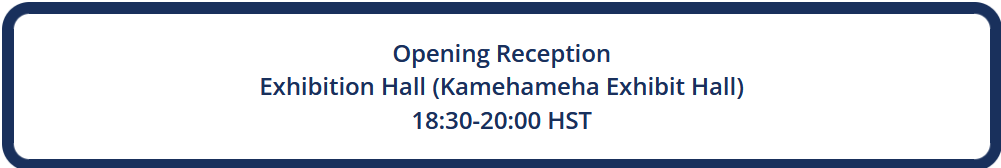 Opening Reception
Exhibition Hall (Kamehameha Exhibit Hall)
18:30-20:00 HST